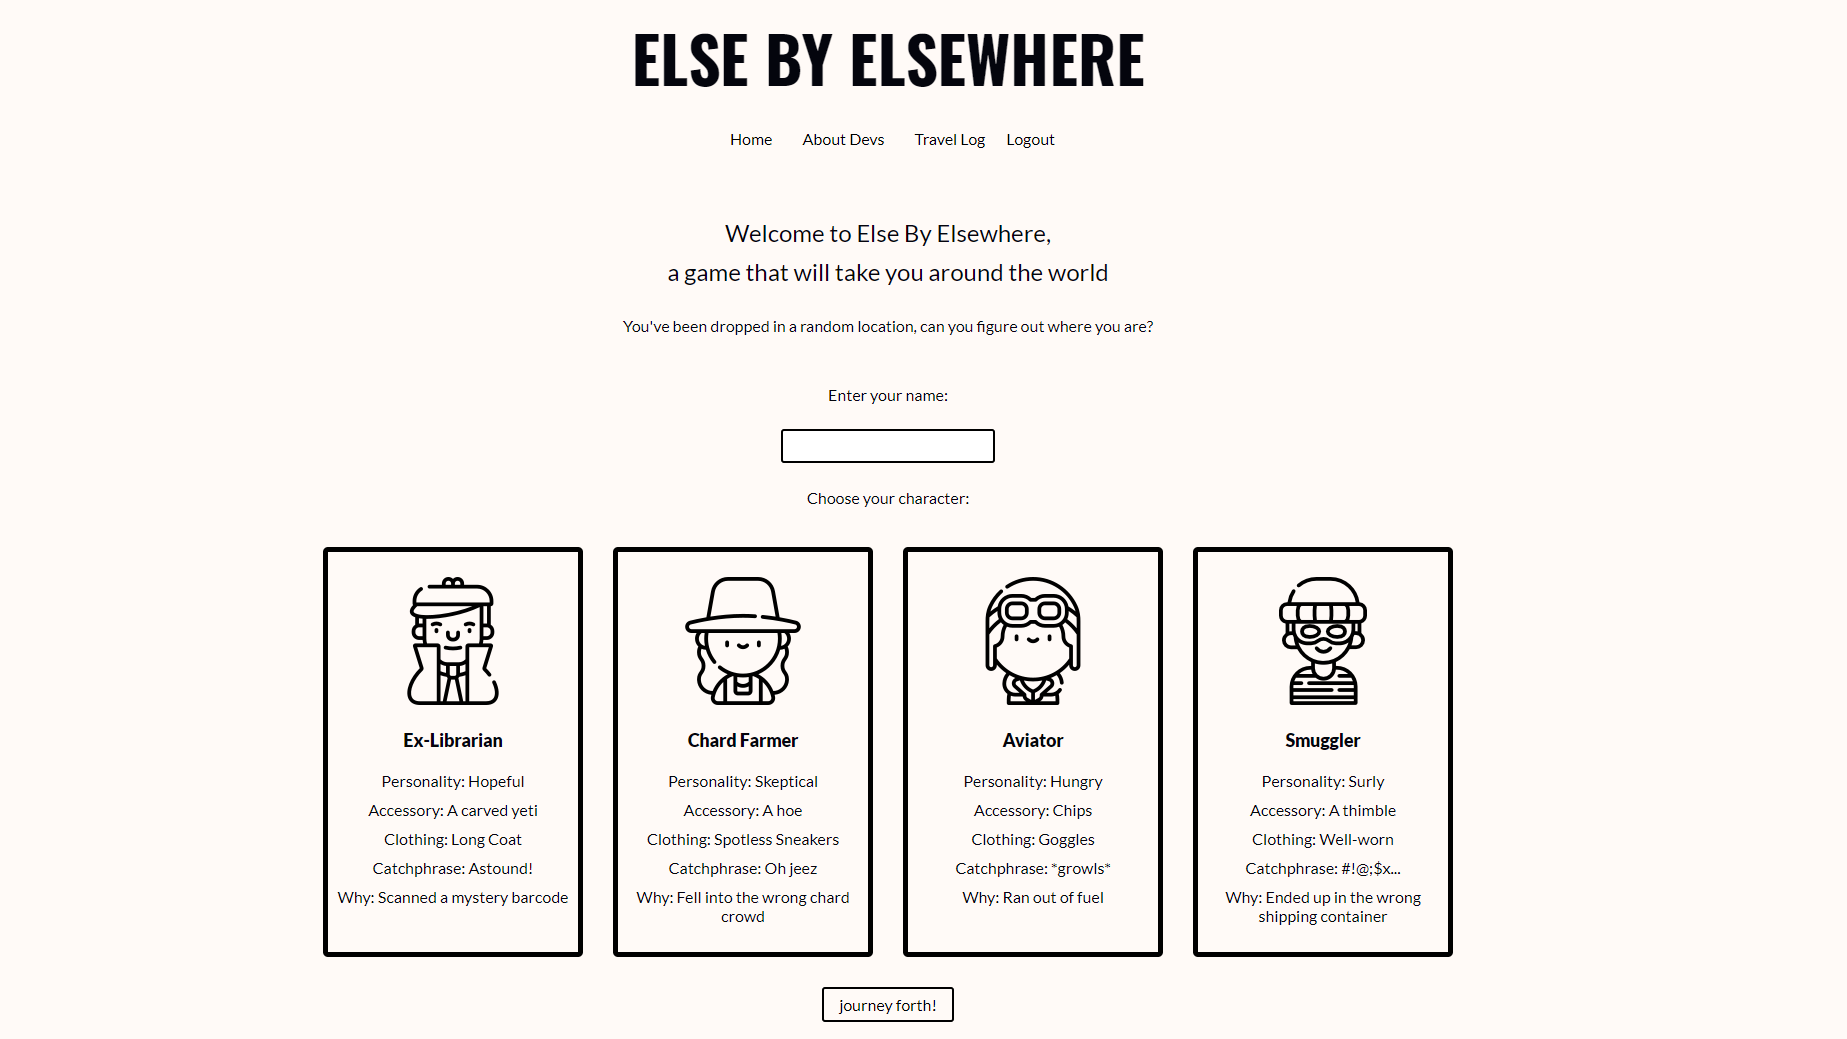 ELSE BY ELSEWHERE
Home About Devs Travel Log Logout
Welcome to Else By Elsewhere,
a game that will take you around the world
You've been dropped in a random location, can you figure out where you are?
Enter your name:
Choose your character:
Ex-Librarian
Personality: Hopeful
Accessory: A carved yeti
Clothing: Long Coat
Catchphrase: Astound!
Why: Scanned a mystery barcode
Chard Farmer
Personality: Skeptical
Accessory: A hoe
Clothing: Spotless Sneakers
Catchphrase: Oh jeez
Why: Fell into the wrong chard
crowd
Aviator
Personality: Hungry
Accessory: Chips
Clothing: Goggles
Catchphrase: *growls*
Why: Ran out of fuel
Smuggler
Personality: Surly
Accessory: A thimble
Clothing: Well-worn
Catchphrase: #!@;$x...
Why: Ended up in the wrong
shipping container
journey forth!